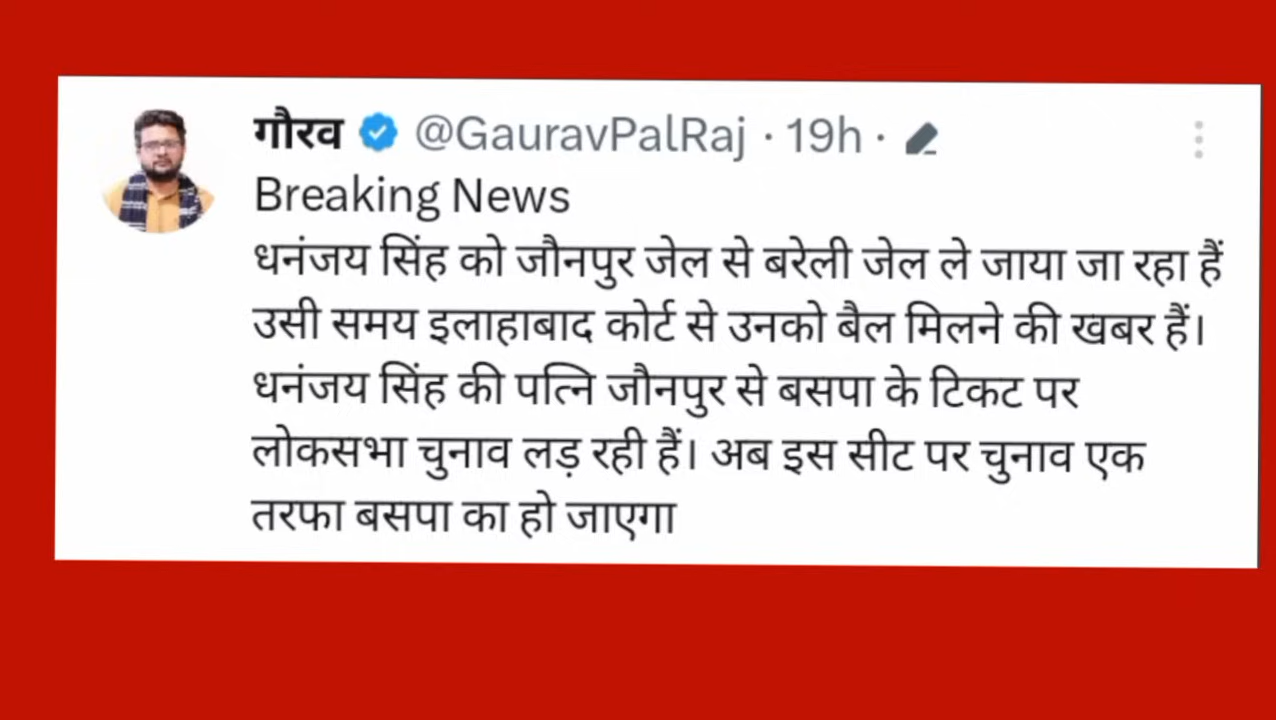 गौरव @GauravPalRaj · 19h ·
Breaking News
धनंजय सिंह को जौनपुर जेल से बरेली जेल ले जाया जा रहा हैं
उसी समय इलाहाबाद कोर्ट से उनको बैल मिलने की खबर हैं।
धनंजय सिंह की पत्नि जौनपुर से बसपा के टिकट पर
लोकसभा चुनाव लड़ रही हैं। अब इस सीट पर चुनाव एक
तरफा बसपा का हो जाएगा